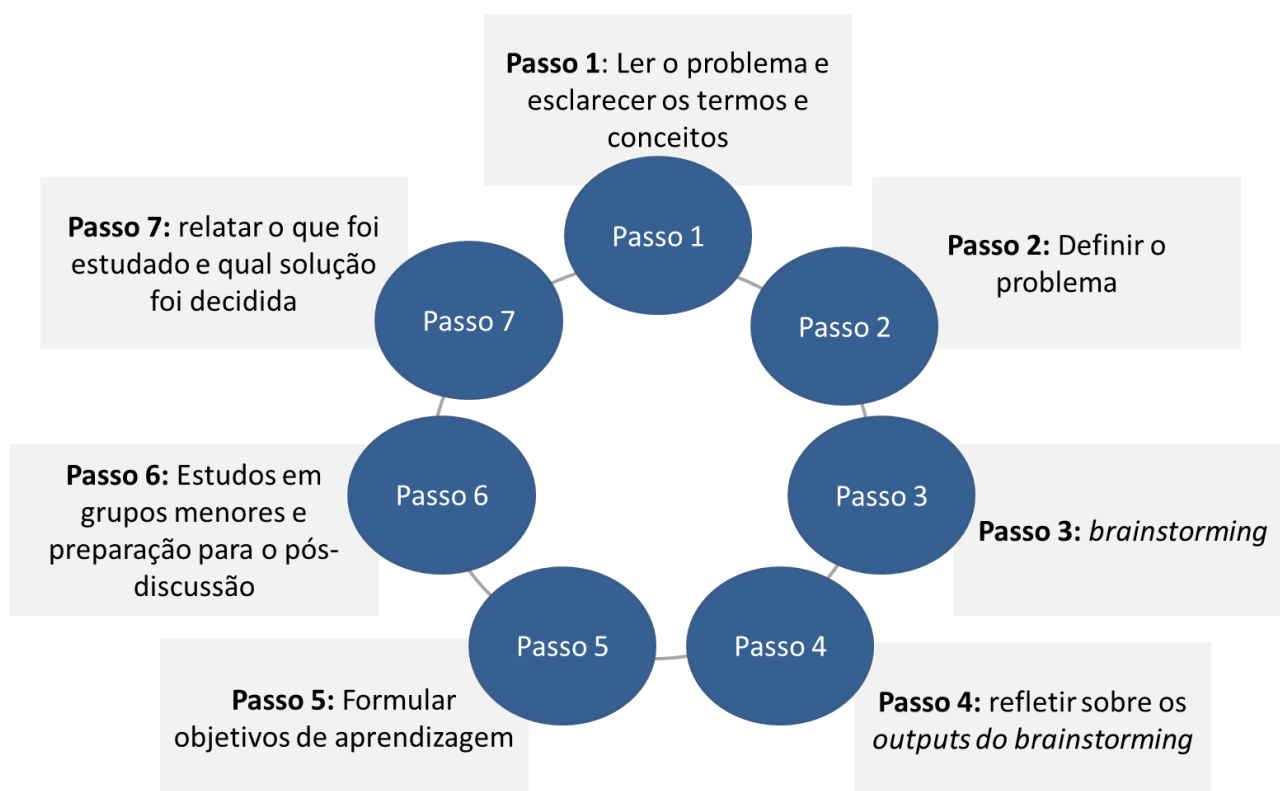 Passo 1: Ler o problema e
esclarecer os termos e
conceitos
Passo 1
Passo 2: Definir o
problema
Passo 2
Passo 3: brainstorming
Passo 3
Passo 4: refletir sobre os
outputs do brainstorming
Passo 4
Passo 5: Formular
objetivos de aprendizagem
Passo 5
Passo 6: Estudos em
grupos menores e
preparação para o pós-
discussão
Passo 6
Passo 7: relatar o que foi
estudado e qual solução
foi decidida
Passo 7